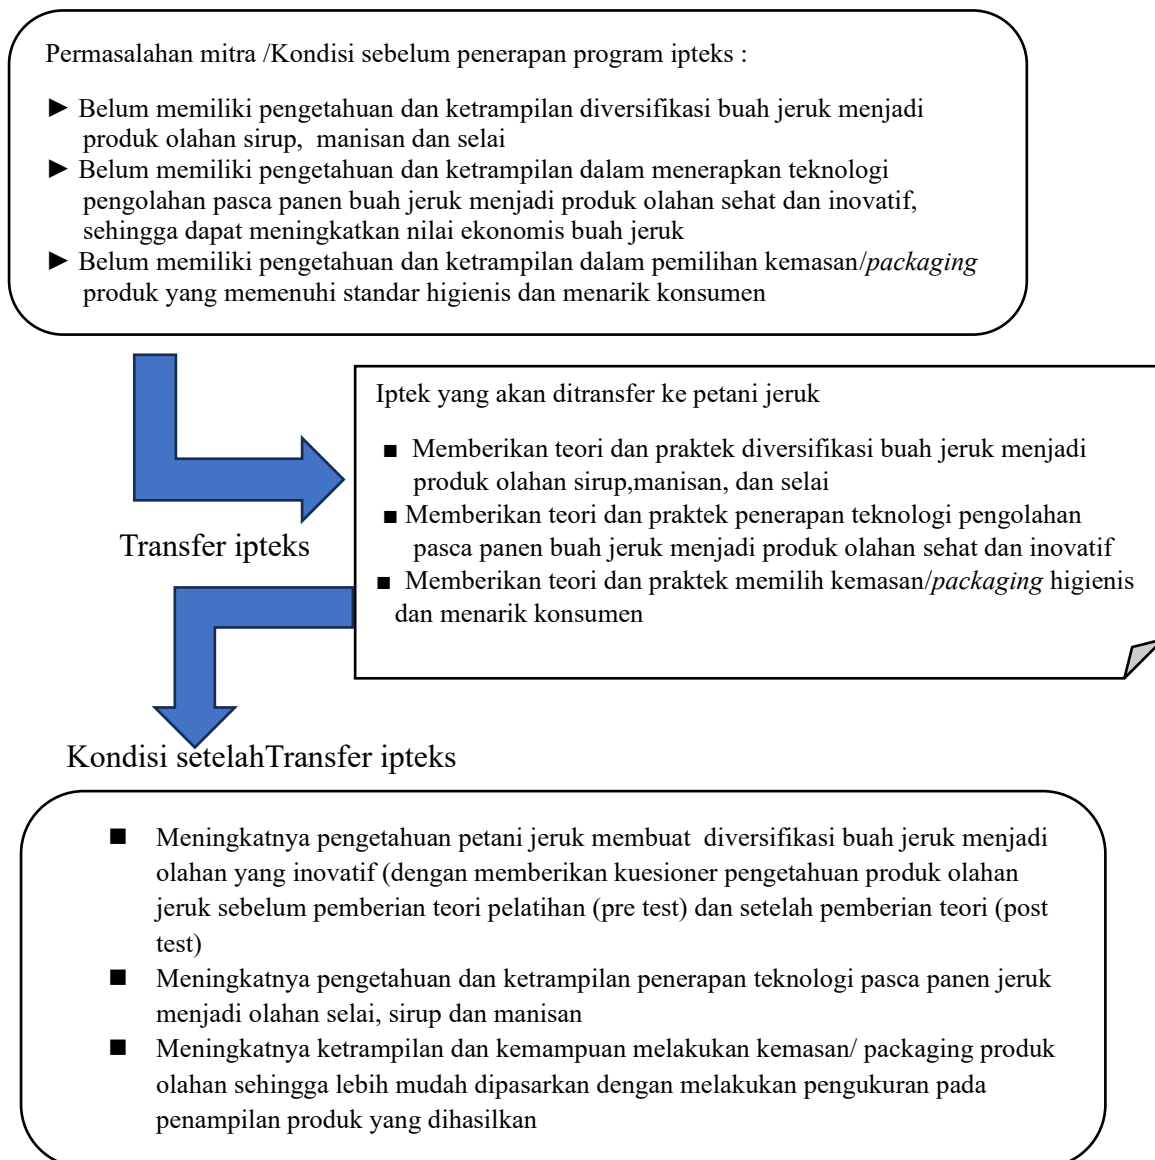 Permasalahan mitra /Kondisi sebelum penerapan program ipteks :
► Belum memiliki pengetahuan dan ketrampilan diversifikasi buah jeruk menjadi
produk olahan sirup, manisan dan selai
► Belum memiliki pengetahuan dan ketrampilan dalam menerapkan teknologi
pengolahan pasca panen buah jeruk menjadi produk olahan sehat dan inovatif,
sehingga dapat meningkatkan nilai ekonomis buah jeruk
► Belum memiliki pengetahuan dan ketrampilan dalam pemilihan kemasan/packaging
produk yang memenuhi standar higienis dan menarik konsumen
Iptek yang akan ditransfer ke petani jeruk
■ Memberikan teori dan praktek diversifikasi buah jeruk menjadi
produk olahan sirup,manisan, dan selai
■ Memberikan teori dan praktek penerapan teknologi pengolahan
pasca panen buah jeruk menjadi produk olahan sehat dan inovatif
■ Memberikan teori dan praktek memilih kemasan/packaging higienis
dan menarik konsumen
Transfer ipteks
Kondisi setelahTransfer ipteks
■ Meningkatnya pengetahuan petani jeruk membuat diversifikasi buah jeruk menjadi
olahan yang inovatif (dengan memberikan kuesioner pengetahuan produk olahan
jeruk sebelum pemberian teori pelatihan (pre test) dan setelah pemberian teori (post
test)
■ Meningkatnya pengetahuan dan ketrampilan penerapan teknologi pasca panen jeruk
menjadi olahan selai, sirup dan manisan
■ Meningkatnya ketrampilan dan kemampuan melakukan kemasan/ packaging produk
olahan sehingga lebih mudah dipasarkan dengan melakukan pengukuran pada
penampilan produk yang dihasilkan